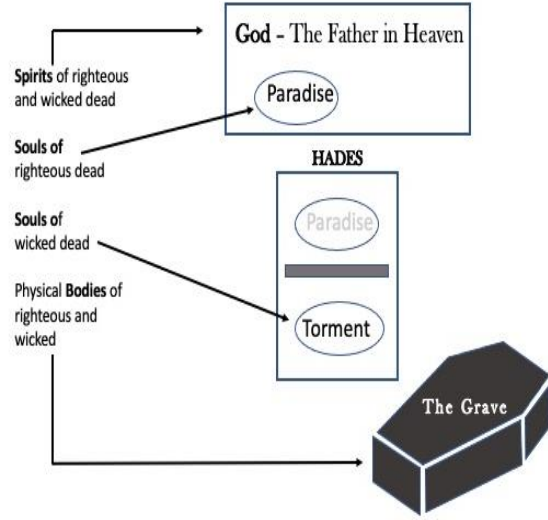 God – The Father in Heaven
Spirits of righteous
and wicked dead
Paradise
Souls of
righteous dead
HADES
Paradise
Souls of
wicked dead
Torment
Physical Bodies of
righteous and
wicked
The Grave